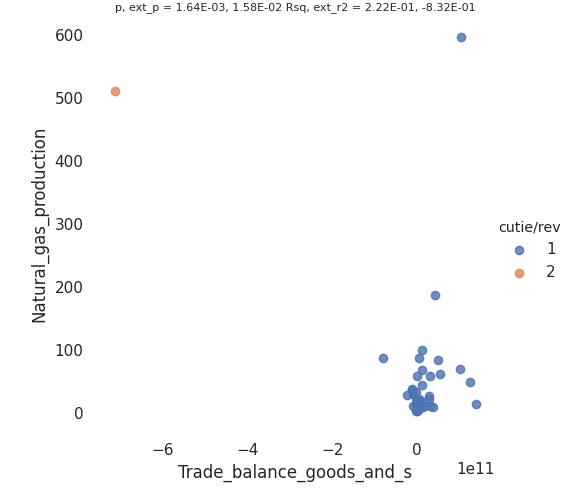 p, ext_p = 1.64E-03, 1.58E-02 Rsq, ext_r2 = 2.22E-01, -8.32E-01
600
500
400
300
200
100
0
Natural_gas_production
cutie/rev
1
2
−6
−4
−2
0
1e11
Trade_balance_goods_and_s